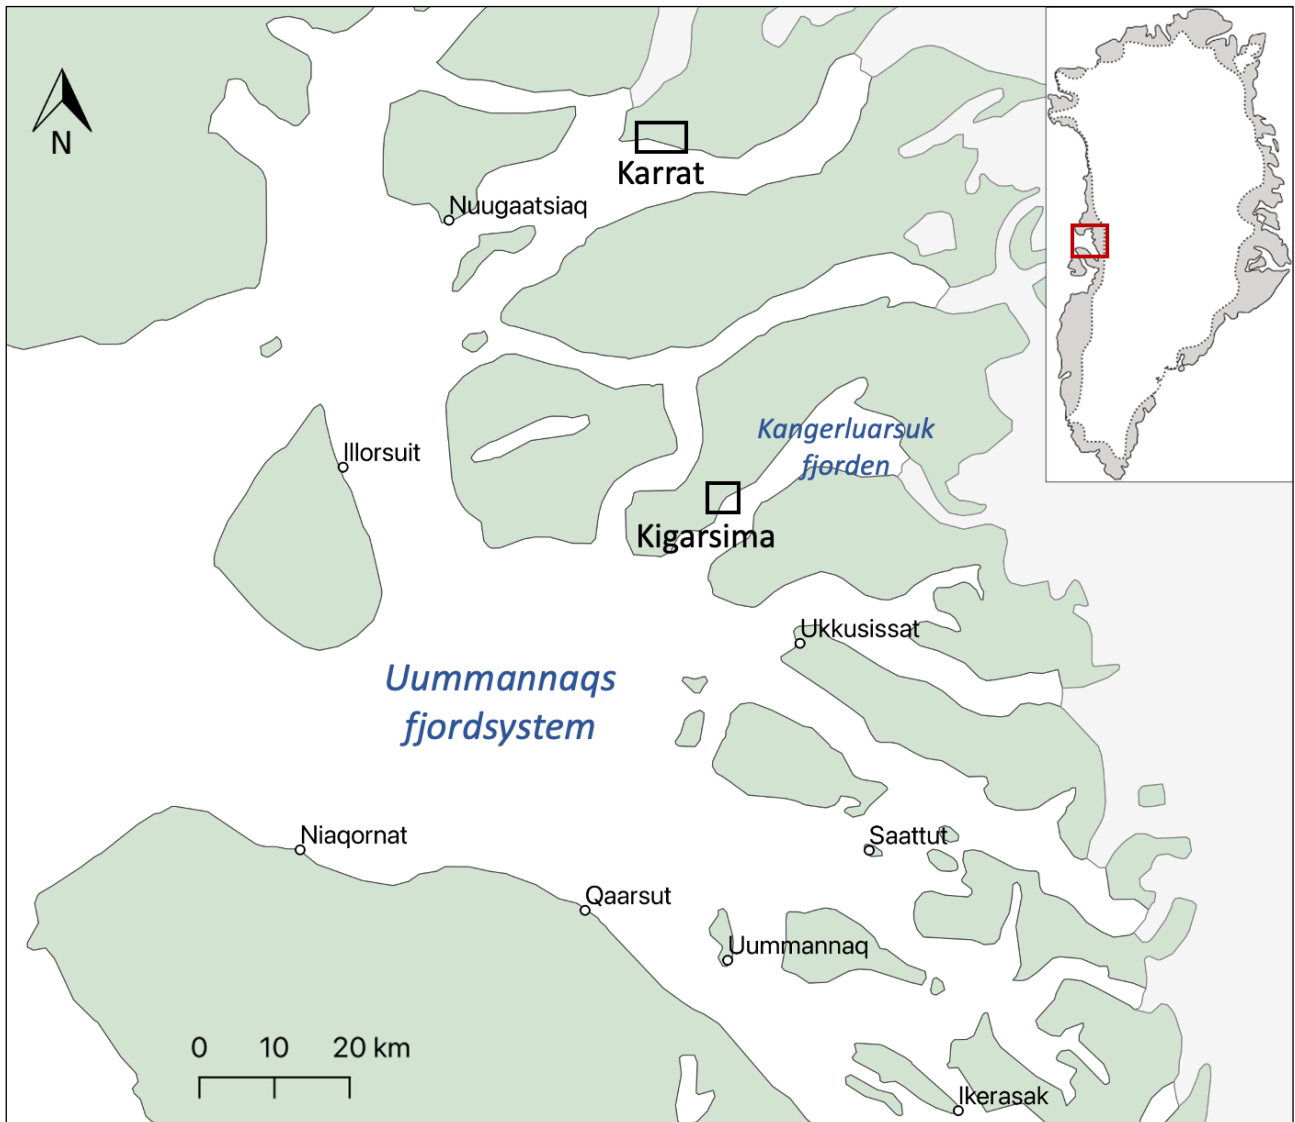 N
Karrat
Nuugaatsiaq
Kangerluarsuk
fjorden
Illorsuit
Kigarsima
Ukkusissat
Uummannaqs
fjordsystem
Niaqornat
Saattut
Qaarsut
Uummannaq
0 10 20 km
Ikerasak